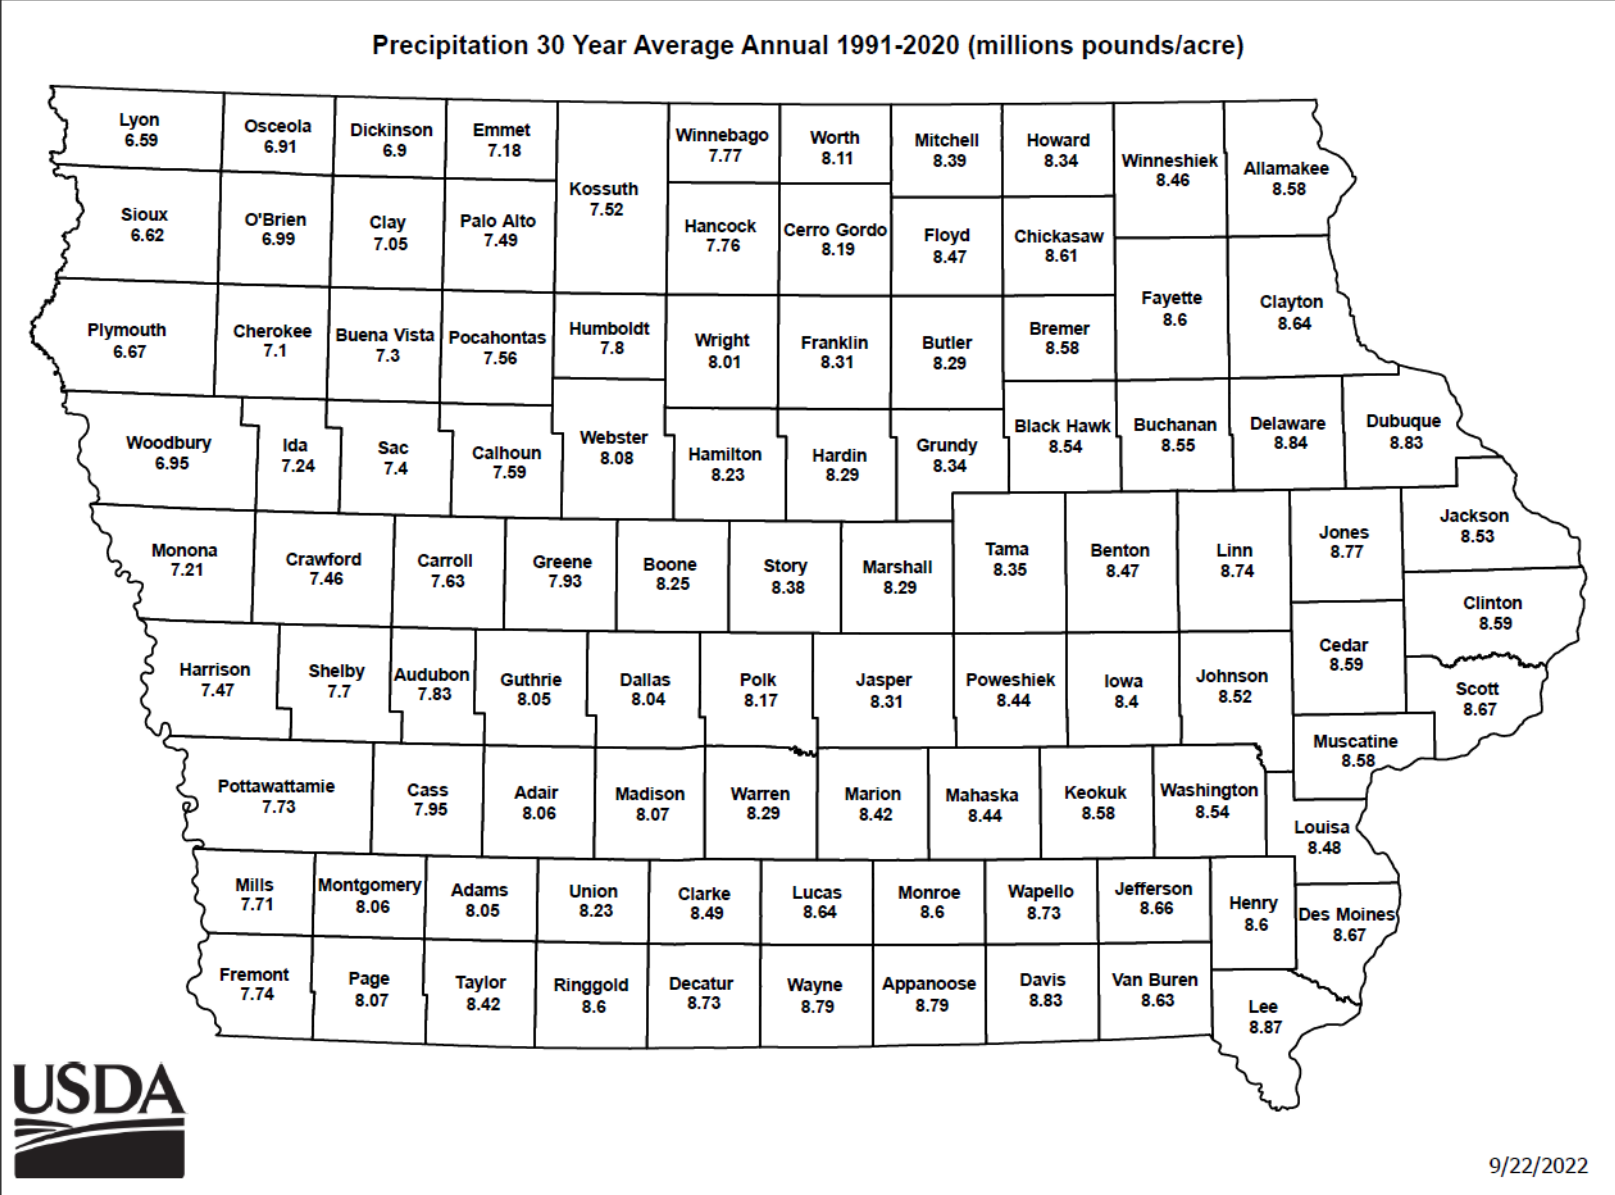 Precipitation 30 Year Average Annual 1991-2020 (millions pounds/acre)
Lyon
6.59
Osceola
6.91
Dickinson
6.9
Emmet
7.18
Kossuth
7.52
Winnebago
7.77
Worth
8.11
Mitchell
8.39
Howard
8.34
Winneshiek
8.46
Allamakee
8.58
Sioux
6.62
O'Brien
6.99
Clay
7.05
Palo Alto
7.49
Hancock
7.76
Cerro Gordo
8.19
Floyd
8.47
Chickasaw
8.61
Fayette
8.6
Clayton
8.64
Plymouth
6.67
Cherokee
7.1
Buena Vista
7.3
Pocahontas
7.56
Humboldt
7.8
Wright
8.01
Franklin
8.31
Butler
8.29
Bremer
8.58
Woodbury
6.95
Ida
7.24
Sac
7.4
Calhoun
7.59
Webster
8.08
Hamilton
8.23
Hardin
8.29
Grundy
8.34
Black Hawk
8.54
Buchanan
8.55
Delaware
8.84
Dubuque
8.83
Monona
7.21
Crawford
7.46
Carroll
7.63
Greene
7.93
Boone
8.25
Story
8.38
Marshall
8.29
Tama
8.35
Benton
8.47
Linn
8.74
Jones
8.77
Jackson
8.53
Clinton
8.59
Harrison
7.47
Shelby
7.7
Audubon
7.83
Guthrie
8.05
Dallas
8.04
Polk
8.17
Jasper
8.31
Poweshiek
8.44
Iowa
8.4
Johnson
8.52
Cedar
8.59
Scott
8.67
Muscatine
8.58
Pottawattamie
7.73
Cass
7.95
Adair
8.06
Madison
8.07
Warren
8.29
Marion
8.42
Mahaska
8.44
Keokuk
8.58
Washington
8.54
Louisa
8.48
Mills
7.71
Montgomery
8.06
Adams
8.05
Union
8.23
Clarke
8.49
Lucas
8.64
Monroe
8.6
Wapello
8.73
Jefferson
8.66
Henry
8.6
Des Moines
8.67
Fremont
7.74
Page
8.07
Taylor
8.42
Ringgold
8.6
Decatur
8.73
Wayne
8.79
Appanoose
8.79
Davis
8.83
Van Buren
8.63
Lee
8.87
USDA
9/22/2022